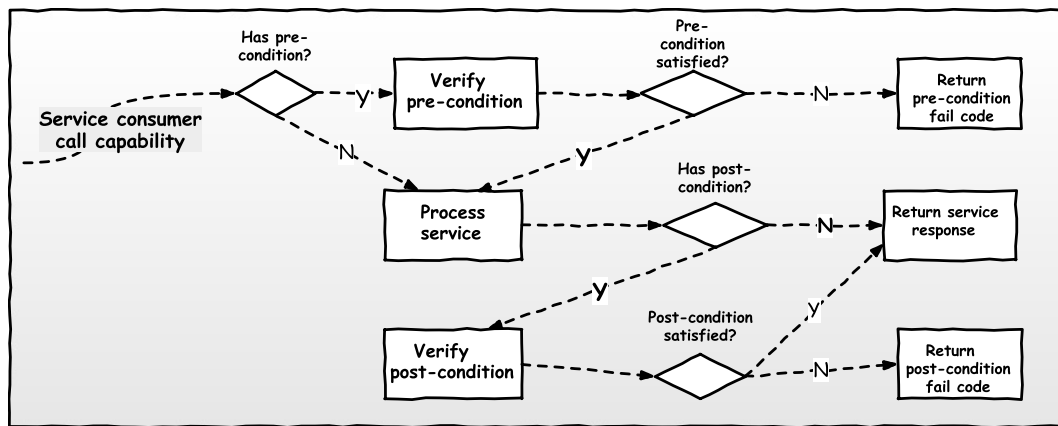 Has pre-
condition?
Pre-
condition
satisfied?
Service consumer
call capability
Y
Verify
pre-condition
N
Return
pre-condition
fail code
N
Y
Process
service
Has post-
condition?
N
Return service
response
Y
Verify
post-condition
Post-condition
satisfied?
Y
N
Return
post-condition
fail code